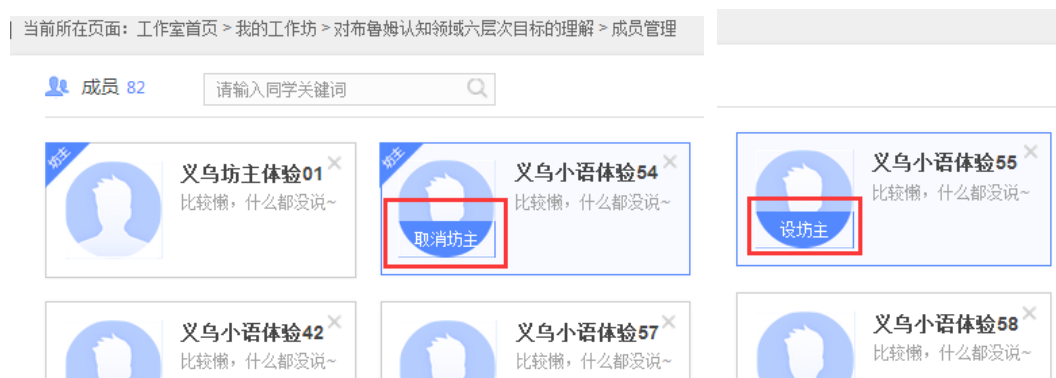 当前所在页面：工作室首页 > 我的工作坊 > 对布鲁姆认知领域六层次目标的理解 > 成员管理
成员 82
请输入同学关键词
坊主
义乌坊主体验01
比较懒，什么都没说~
坊主
义乌小语体验54
比较懒，什么都没说~
取消坊主
义乌小语体验55
比较懒，什么都没说~
设坊主
义乌小语体验42
比较懒，什么都没说~
义乌小语体验57
比较懒，什么都没说~
义乌小语体验58
比较懒，什么都没说~